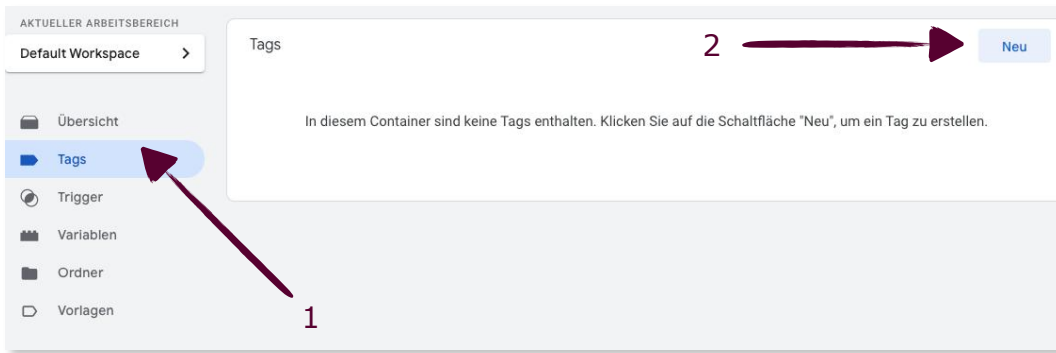 AKTUELLER ARBEITSBEREICH
Default Workspace
Übersicht
Tags
Trigger
Variablen
Ordner
Vorlagen
Tags
2
Neu
In diesem Container sind keine Tags enthalten. Klicken Sie auf die Schaltfläche "Neu", um ein Tag zu erstellen.
1